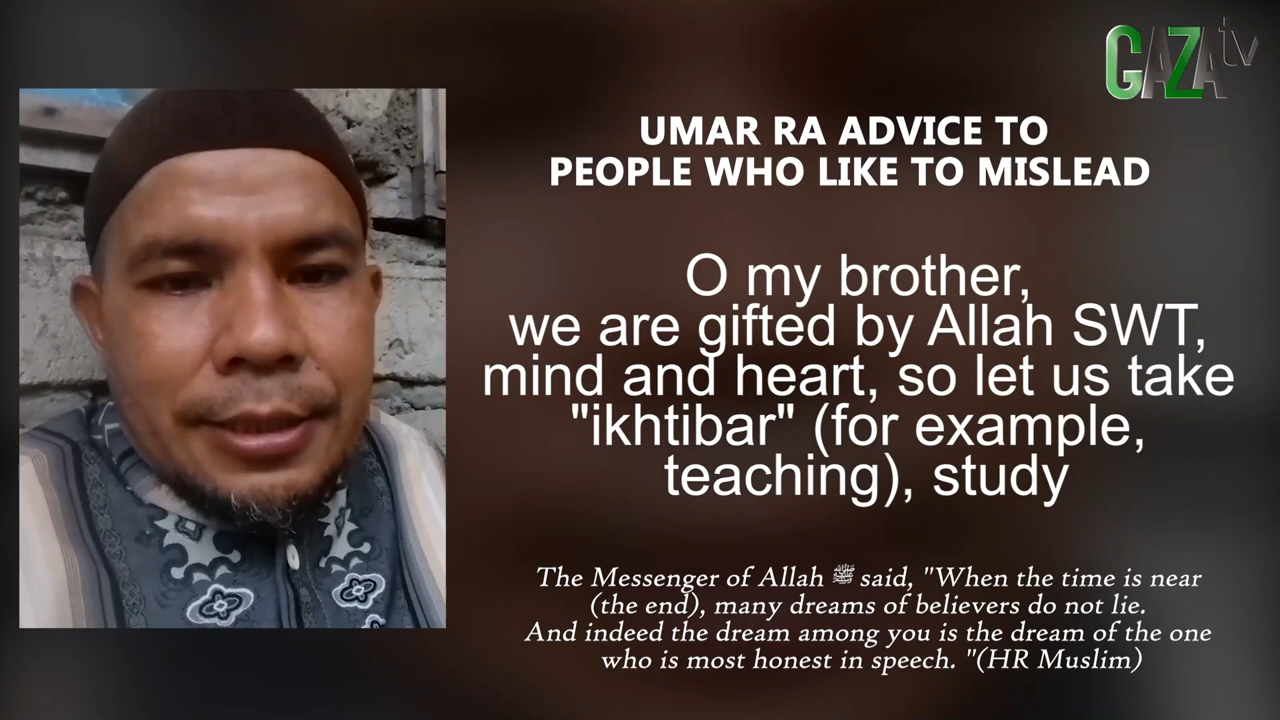 GAZA tv
UMAR RA ADVICE TO
PEOPLE WHO LIKE TO MISLEAD
O my brother,
we are gifted by Allah SWT,
mind and heart, so let us take
"ikhtibar" (for example,
teaching), study
The Messenger of Allah ﷺ said, "When the time is near
(the end), many dreams of believers do not lie.
And indeed the dream among you is the dream of the one
who is most honest in speech. "(HR Muslim)